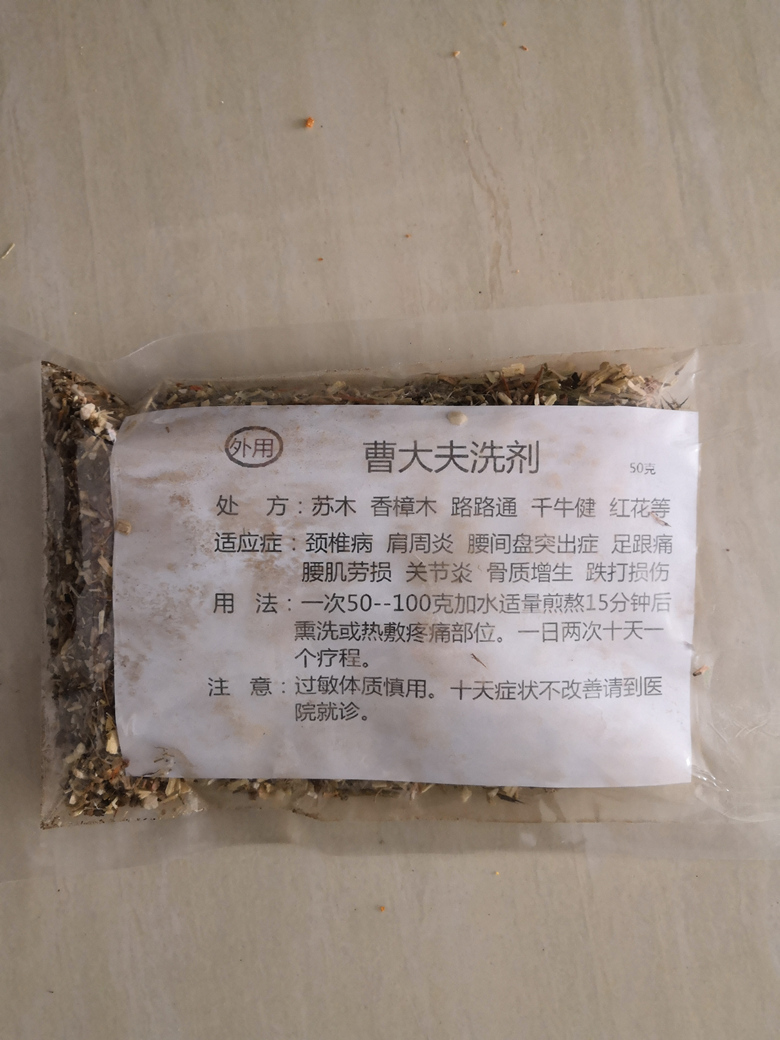 外用 曹大夫洗剂 50克
处 方：苏木 香樟木 路路通 千牛健 红花等
适应症：颈椎病 肩周炎 腰间盘突出症 足跟痛
腰肌劳损 关节炎 骨质增生 跌打损伤
用 法：一次50--100克加水适量煎熬15分钟后
熏洗或热敷疼痛部位。一日两次十天一
个疗程。
注 意：过敏体质慎用。十天症状不改善请到医
院就诊。